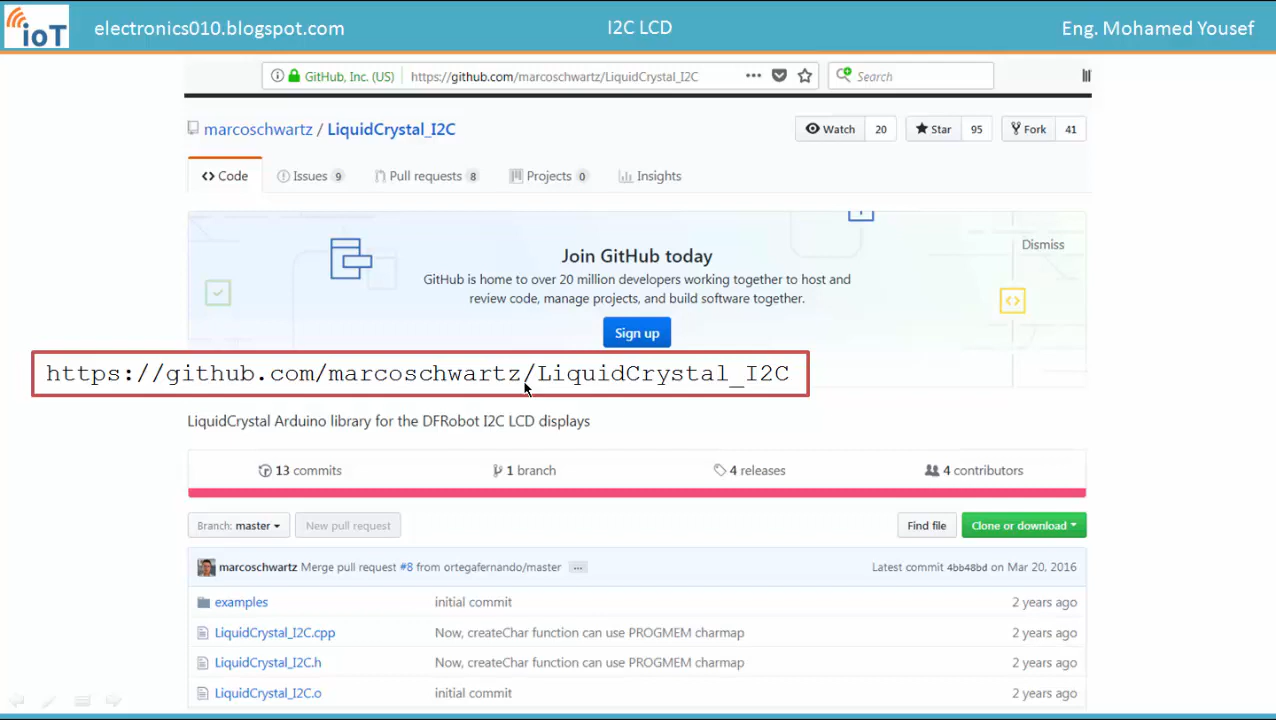 ioT electronics010.blogspot.com I2C LCD Eng. Mohamed Yousef
GitHub, Inc. (US) https://github.com/marcoschwartz/LiquidCrystal_I2C ••• Search
marcoschwartz / LiquidCrystal_I2C Watch 20 Star 95 Fork 41
Code Issues 9 Pull requests 8 Projects 0 Insights
Join GitHub today
Dismiss
GitHub is home to over 20 million developers working together to host and
review code, manage projects, and build software together.
Sign up
https://github.com/marcoschwartz/LiquidCrystal_I2C
LiquidCrystal Arduino library for the DFRobot I2C LCD displays
13 commits 1 branch 4 releases 4 contributors
Branch: master New pull request Find file Clone or download
marcoschwartz Merge pull request #8 from ortegafernando/master ... Latest commit 4bb48bd on Mar 20, 2016
examples initial commit 2 years ago
LiquidCrystal_I2C.cpp Now, createChar function can use PROGMEM charmap 2 years ago
LiquidCrystal_I2C.h Now, createChar function can use PROGMEM charmap 2 years ago
LiquidCrystal_I2C.o initial commit 2 years ago